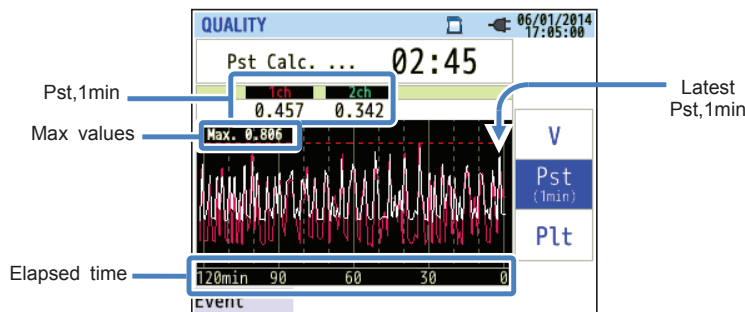 QUALITY
06/01/2014
17:05:00
Pst Calc. ... 02:45
Pst,1min
1ch 2ch
0.457 0.342
Latest
Pst,1min
Max values
Max. 0.806
V
Pst
(1min)
Plt
Elapsed time
120min 90 60 30 0
Event